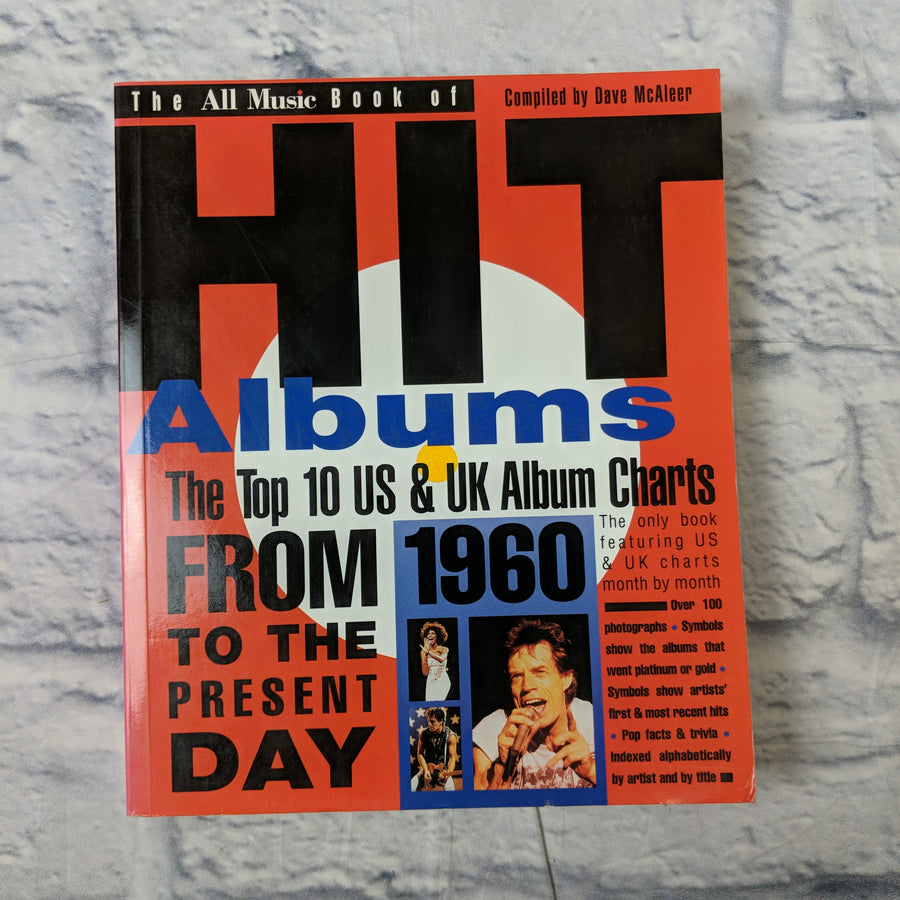 The All Music Book of
Compiled by Dave McAleer
HIT
Albums
The Top 10 US & UK Album Charts
FROM
1960
TO THE
PRESENT
DAY
The only book
featuring US
& UK charts
month by month
Over 100
photographs • Symbols
show the albums that
went platinum or gold •
Symbols show artists'
first & most recent hits
• Pop facts & trivia •
Indexed alphabetically
by artist and by title